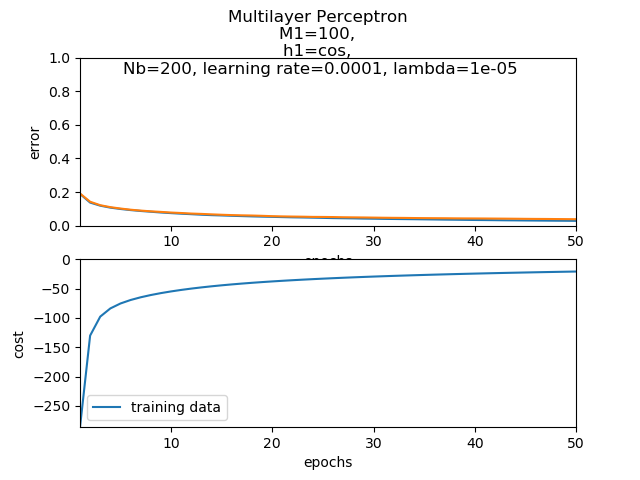 Multilayer Perceptron
M1=100,
h1=cos,
Nb=200, learning rate=0.0001, lambda=1e-05
1.0
0.8
0.6
0.4
0.2
0.0
error
10 20 30 40 50
epochs
0
−50
−100
−150
−200
−250
cost
training data
10 20 30 40 50
epochs